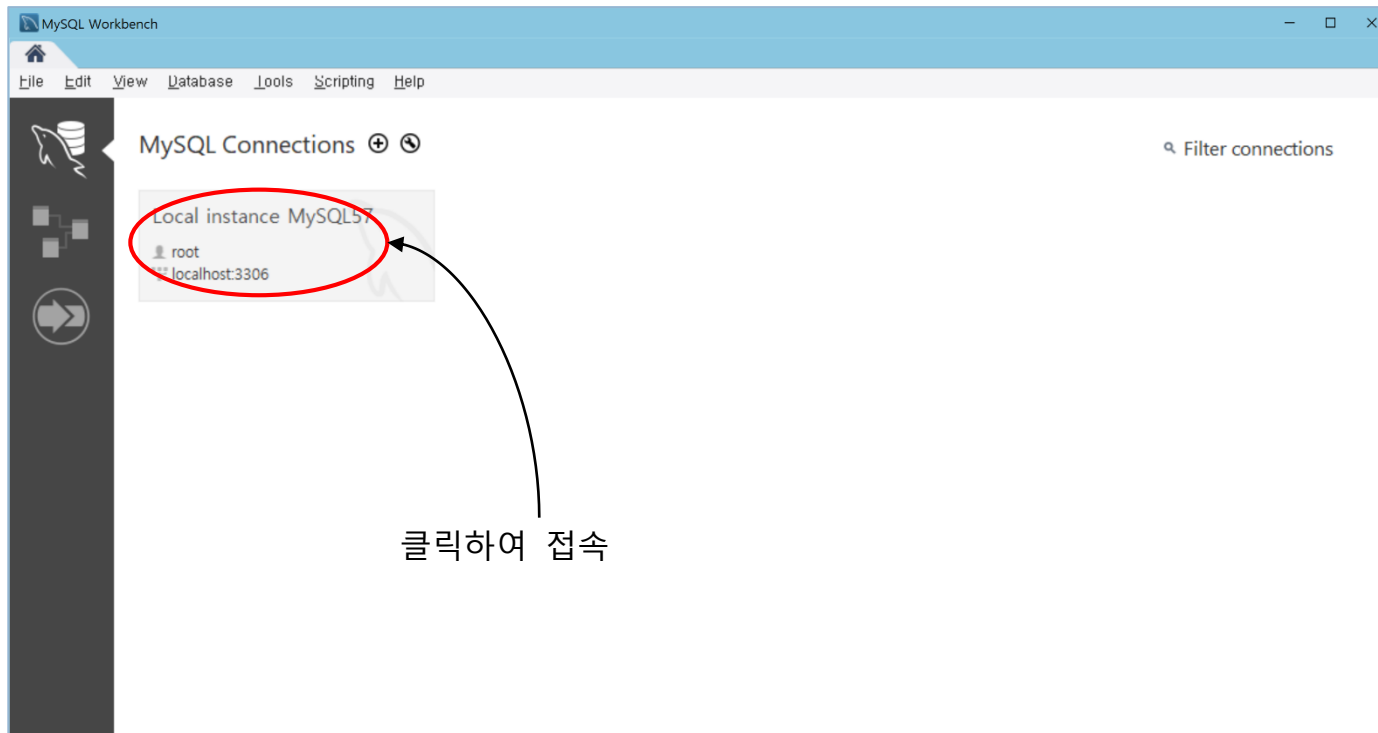 MySQL Workbench
File Edit View Database Tools Scripting Help
MySQL Connections
Filter connections
Local instance MySQL57
root
localhost:3306
클릭하여 접속